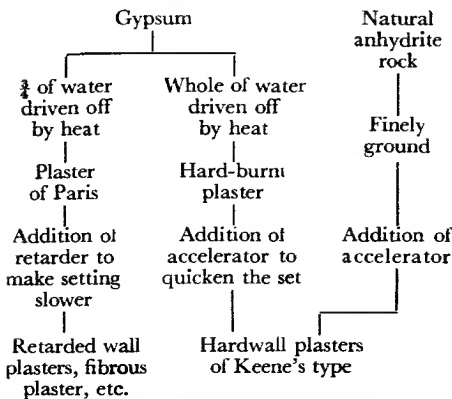 Gypsum
Natural
anhydrite
rock
¾ of water
driven off
by heat
Whole of water
driven off
by heat
Finely
ground
Plaster
of Paris
Hard-burnt
plaster
Addition of
retarder to
make setting
slower
Addition of
accelerator to
quicken the set
Addition of
accelerator
Retarded wall
plasters, fibrous
plaster, etc.
Hardwall plasters
of Keene's type